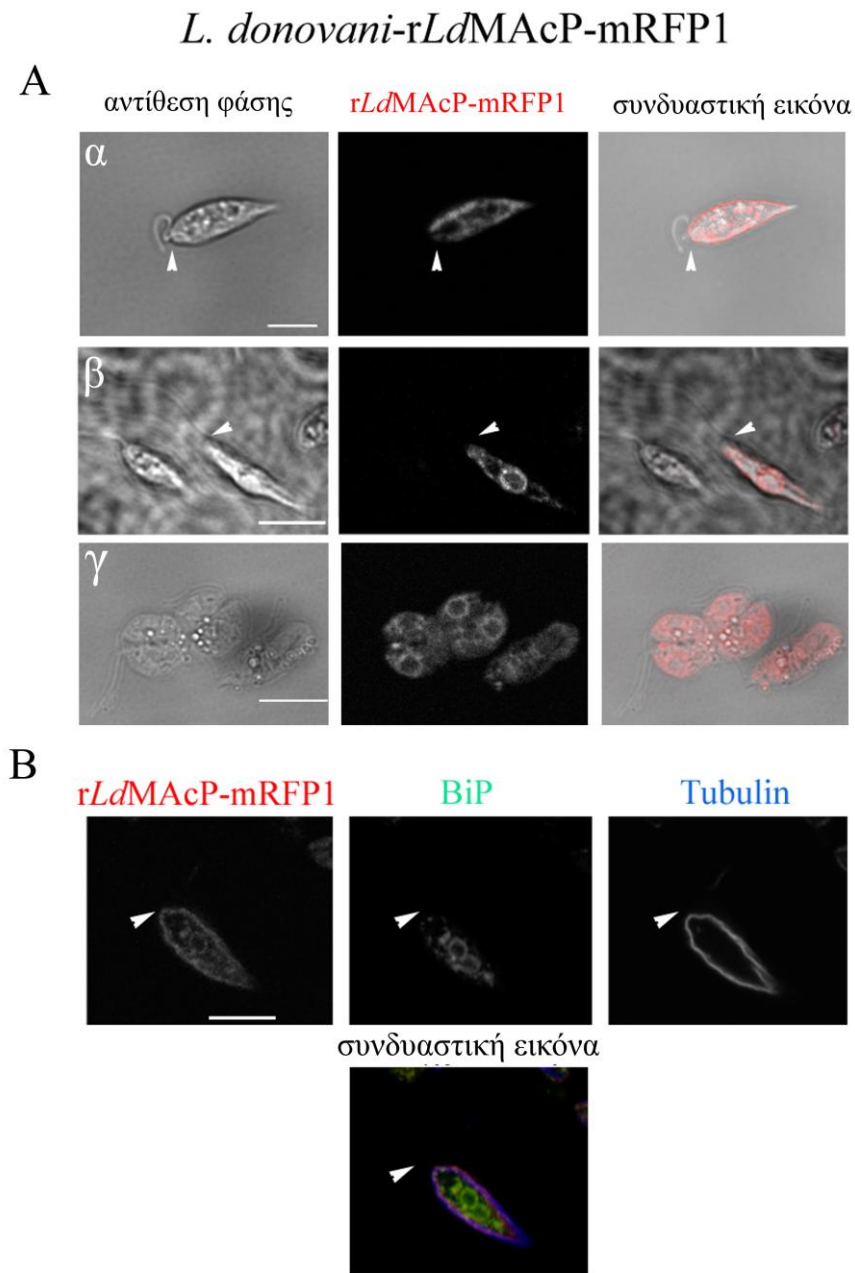 L. donovani-rLdMAcP-mRFP1
A
αντίθεση φάσης rLdMAcP-mRFP1 συνδυαστική εικόνα
α
β
γ
B
rLdMAcP-mRFP1 BiP Tubulin
συνδυαστική εικόνα